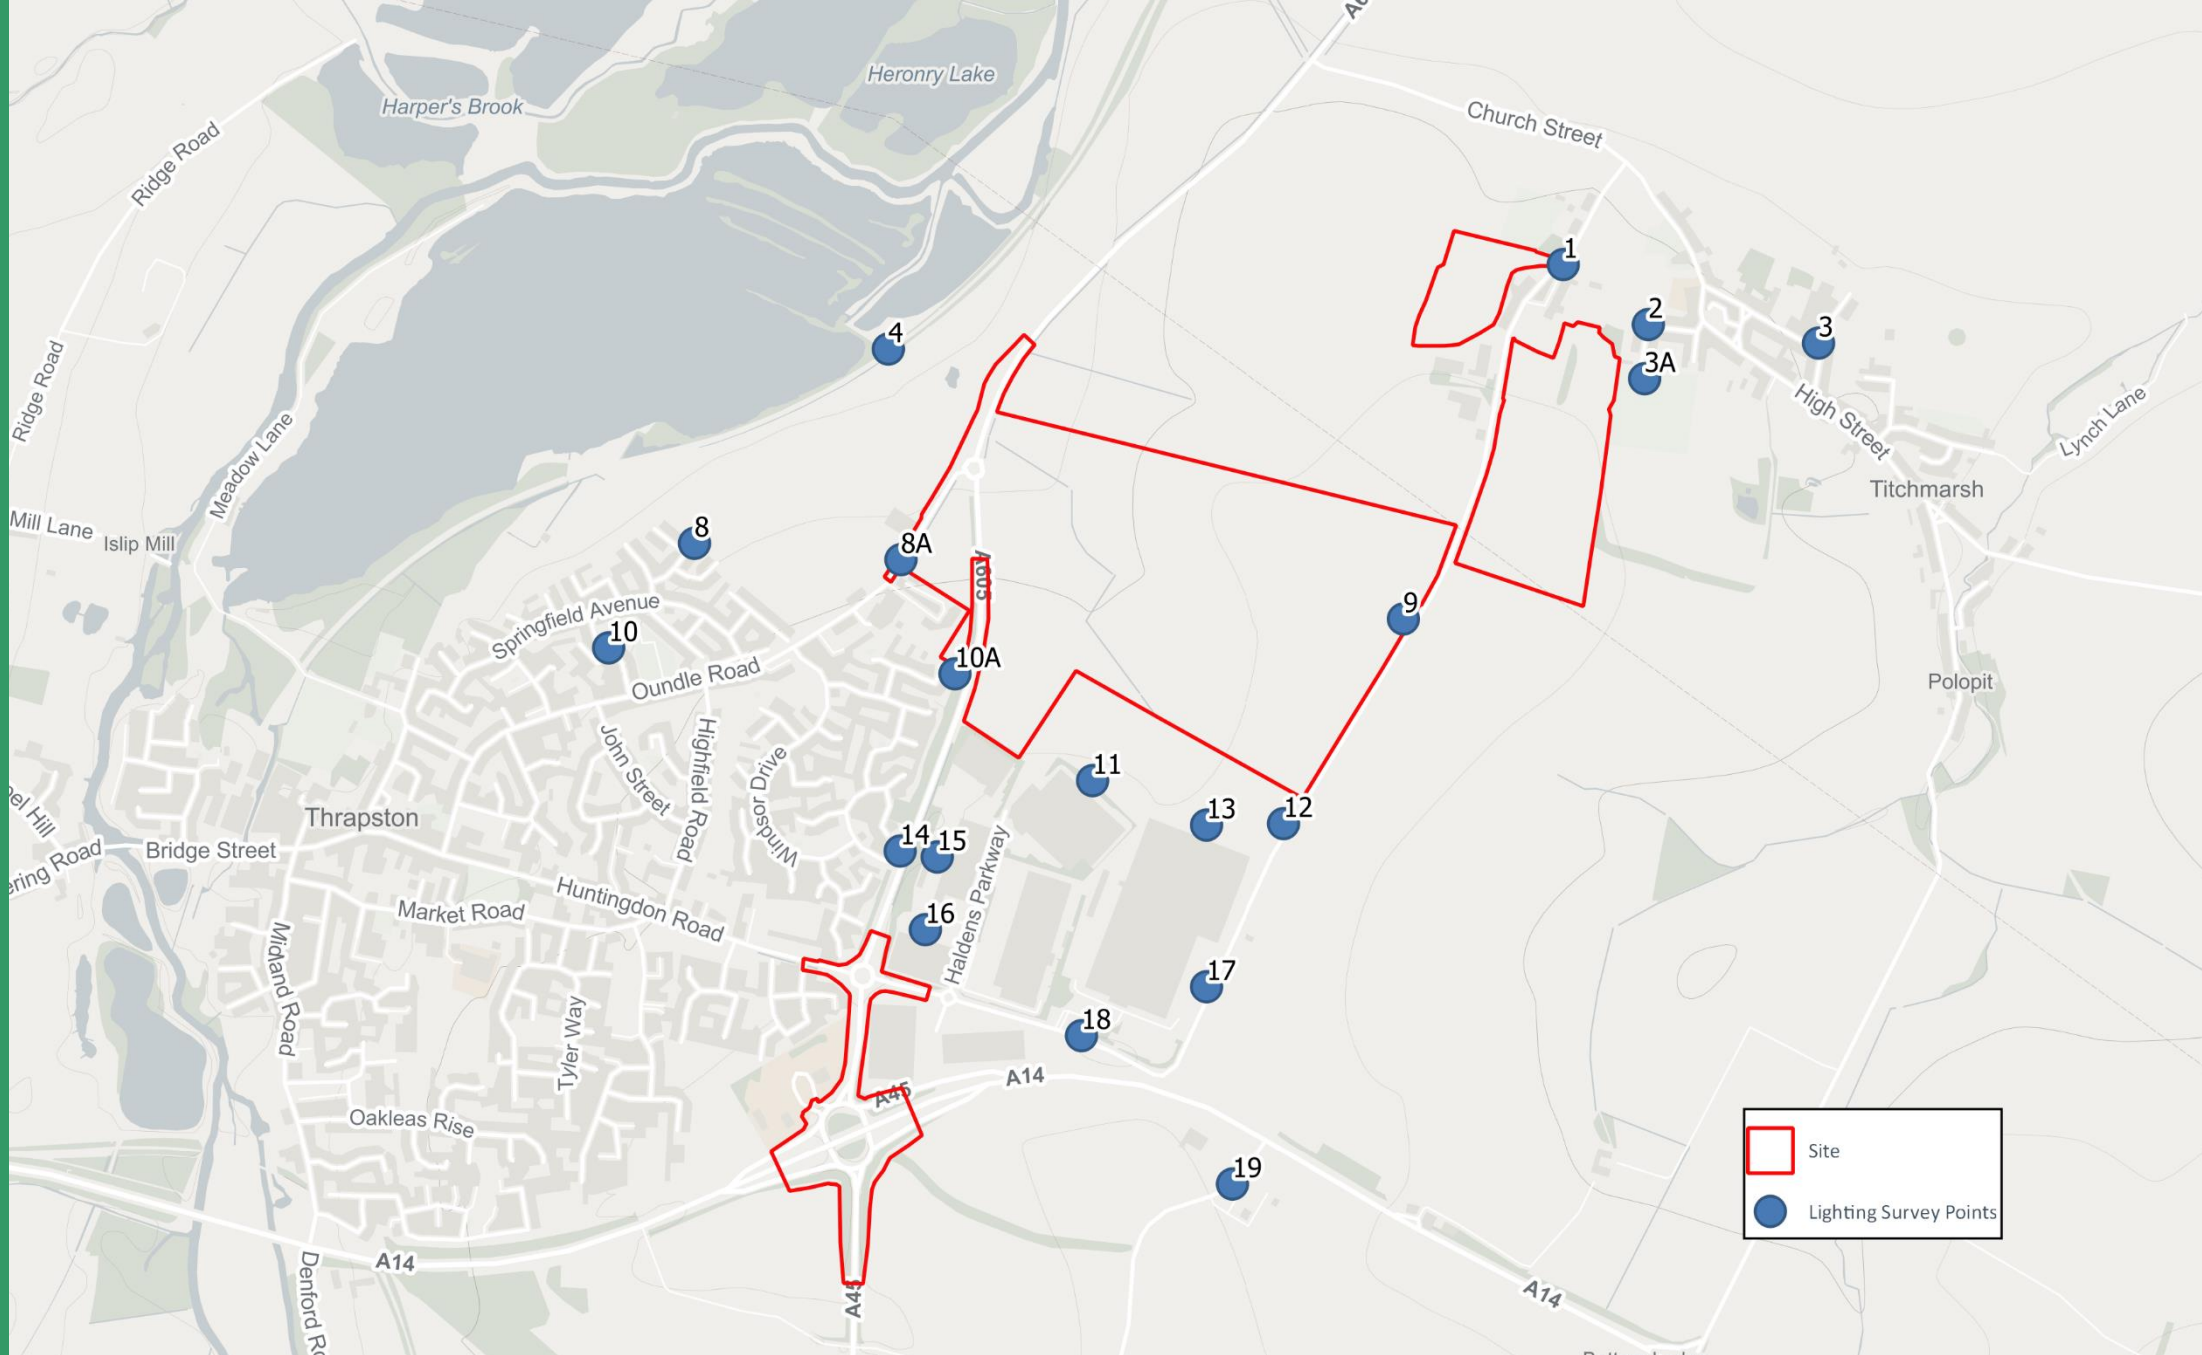 Heronry Lake
Harper's Brook
Ridge Road
Church Street
1
2
3
4
3A
Ridge Road
High Street
Lynch Lane
Meadow Lane
Titchmarsh
Mill Lane
Islip Mill
8
8A
A605
Springfield Avenue
9
10
10A
Oundle Road
Polopit
John Street
Highfield Road
Windsor Drive
11
Thrapston
13
12
14
15
Bridge Street
Haldens Parkway
Huntingdon Road
Market Road
16
Midland Road
17
Tyler Way
18
A14
A45
Oakleas Rise
Site
19
Lighting Survey Points
A14
A14
A45